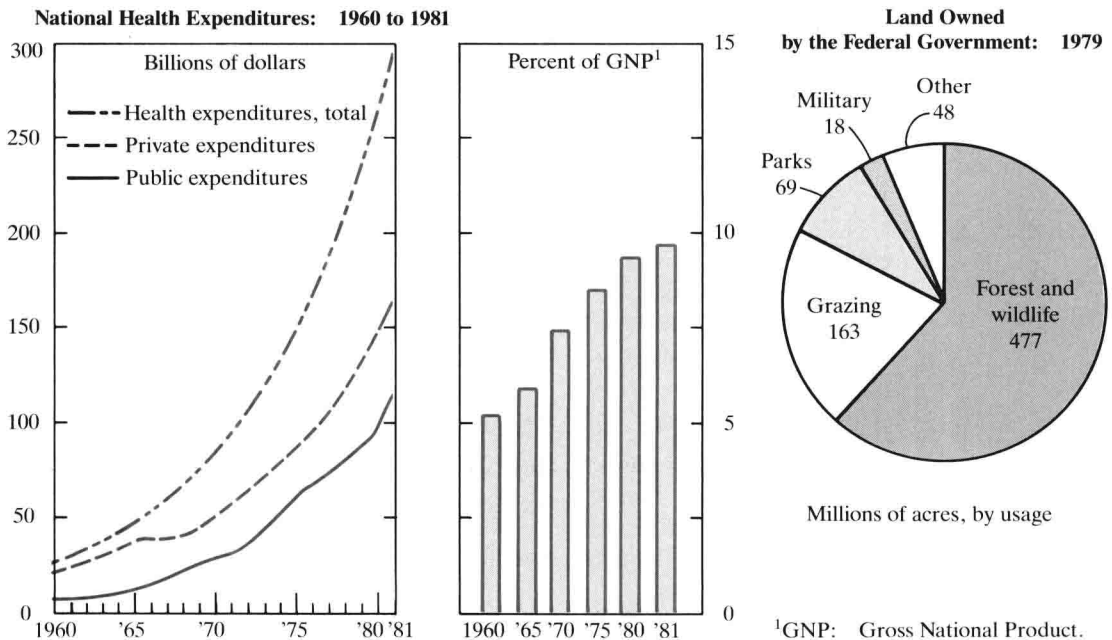 National Health Expenditures: 1960 to 1981
300
250
200
150
100
50
0
Billions of dollars
Health expenditures, total
Private expenditures
Public expenditures
1960 '65 '70 '75 '80 '81
Percent of GNP¹
15
10
5
0
1960 '65 '70 '75 '80 '81
Land Owned
by the Federal Government: 1979
Other
48
Military
18
Parks
69
Grazing
163
Forest and
wildlife
477
Millions of acres, by usage
¹GNP: Gross National Product.